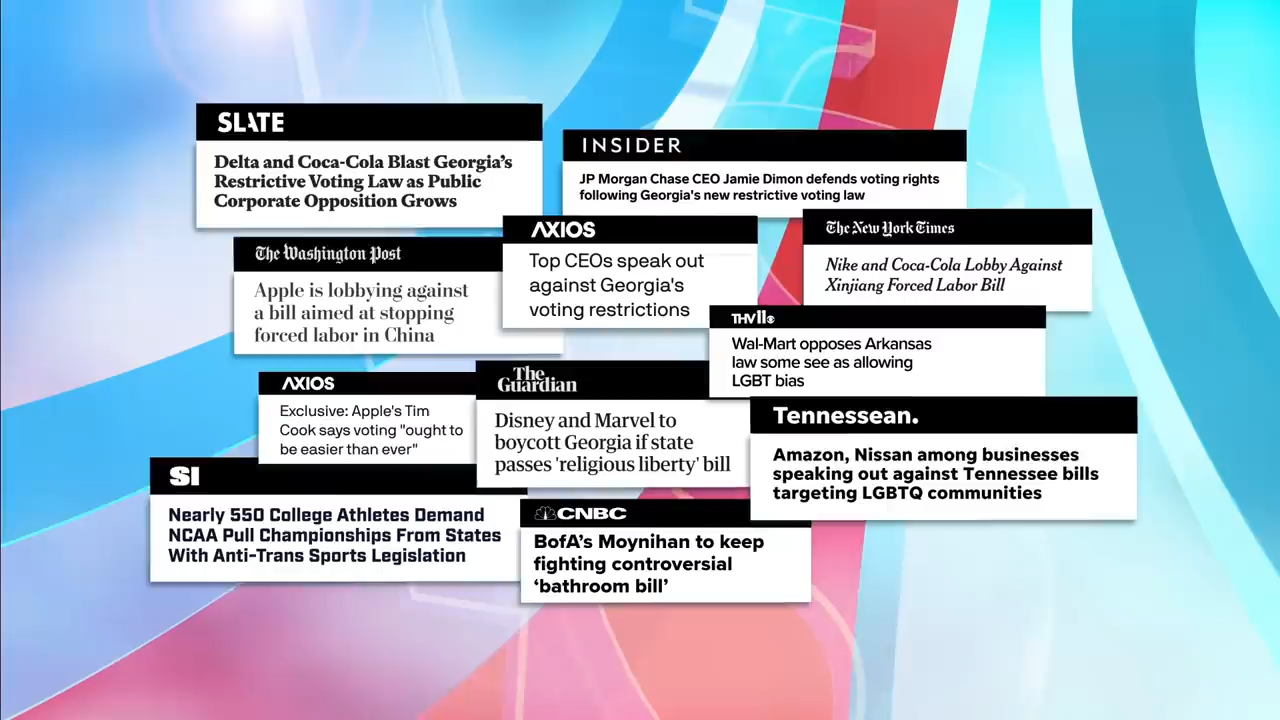 SLATE
Delta and Coca-Cola Blast Georgia's
Restrictive Voting Law as Public
Corporate Opposition Grows
INSIDER
JP Morgan Chase CEO Jamie Dimon defends voting rights
following Georgia's new restrictive voting law
The Washington Post
Apple is lobbying against
a bill aimed at stopping
forced labor in China
AXIOS
Top CEOs speak out
against Georgia's
voting restrictions
The New York Times
Nike and Coca-Cola Lobby Against
Xinjiang Forced Labor Bill
THV11
Wal-Mart opposes Arkansas
law some see as allowing
LGBT bias
AXIOS
Exclusive: Apple's Tim
Cook says voting "ought to
be easier than ever"
The
Guardian
Disney and Marvel to
boycott Georgia if state
passes 'religious liberty' bill
Tennessean.
Amazon, Nissan among businesses
speaking out against Tennessee bills
targeting LGBTQ communities
SI
Nearly 550 College Athletes Demand
NCAA Pull Championships From States
With Anti-Trans Sports Legislation
CNBC
BofA's Moynihan to keep
fighting controversial
'bathroom bill'